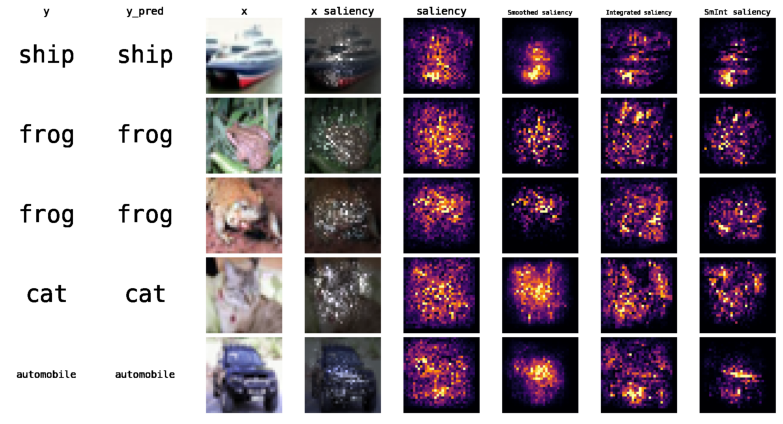 y y_pred x x saliency saliency Smoothed saliency Integrated saliency SmInt saliency
ship ship
frog frog
frog frog
cat cat
automobile automobile